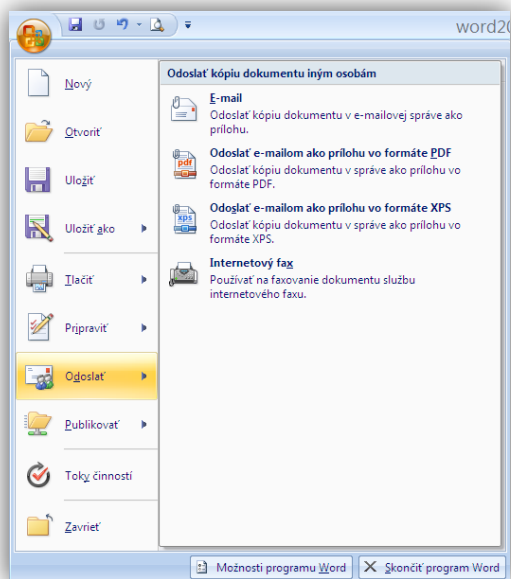 word20
Nový
Otvoriť
Uložiť
Uložiť ako
Tlačiť
Pripraviť
Odoslať
Publikovať
Toky činností
Zavrieť
Odoslať kópiu dokumentu iným osobám
E-mail
Odoslať kópiu dokumentu v e-mailovej správe ako
prílohu.
Odoslať e-mailom ako prílohu vo formáte PDF
Odoslať kópiu dokumentu v správe ako prílohu vo
formáte PDF.
Odoslať e-mailom ako prílohu vo formáte XPS
Odoslať kópiu dokumentu v správe ako prílohu vo
formáte XPS.
Internetový fax
Používať na faxovanie dokumentu službu
internetového faxu.
Možnosti programu Word
Skončiť program Word